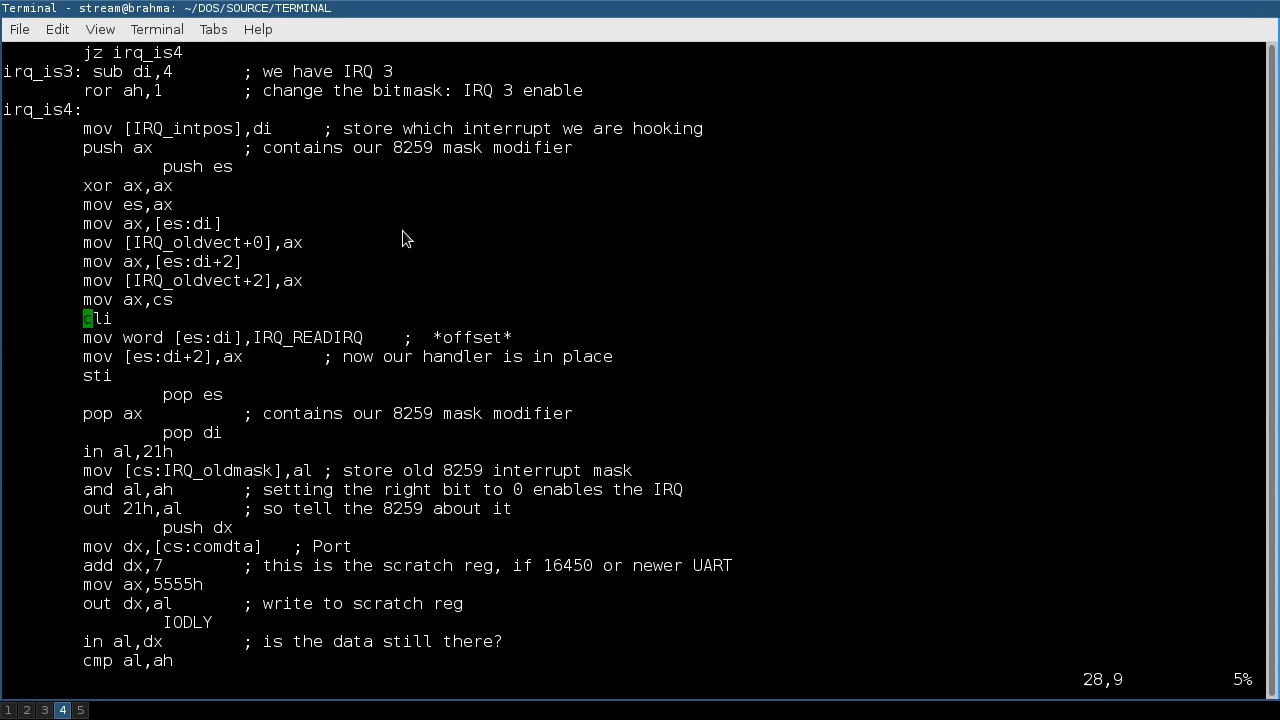 Terminal - stream@brahma: ~/DOS/SOURCE/TERMINAL
File Edit View Terminal Tabs Help
jz irq_is4
irq_is3: sub di,4 ; we have IRQ 3
ror ah,1 ; change the bitmask: IRQ 3 enable
irq_is4:
mov [IRQ_intpos],di ; store which interrupt we are hooking
push ax ; contains our 8259 mask modifier
push es
xor ax,ax
mov es,ax
mov ax,[es:di]
mov [IRQ_oldvect+0],ax
mov ax,[es:di+2]
mov [IRQ_oldvect+2],ax
mov ax,cs
cli
mov word [es:di],IRQ_READIRQ ; *offset*
mov [es:di+2],ax ; now our handler is in place
sti
pop es
pop ax ; contains our 8259 mask modifier
pop di
in al,21h
mov [cs:IRQ_oldmask],al ; store old 8259 interrupt mask
and al,ah ; setting the right bit to 0 enables the IRQ
out 21h,al ; so tell the 8259 about it
push dx
mov dx,[cs:comdta] ; Port
add dx,7 ; this is the scratch reg, if 16450 or newer UART
mov ax,5555h
out dx,al ; write to scratch reg
IODLY
in al,dx ; is the data still there?
cmp al,ah
28,9 5%
1 2 3 4 5